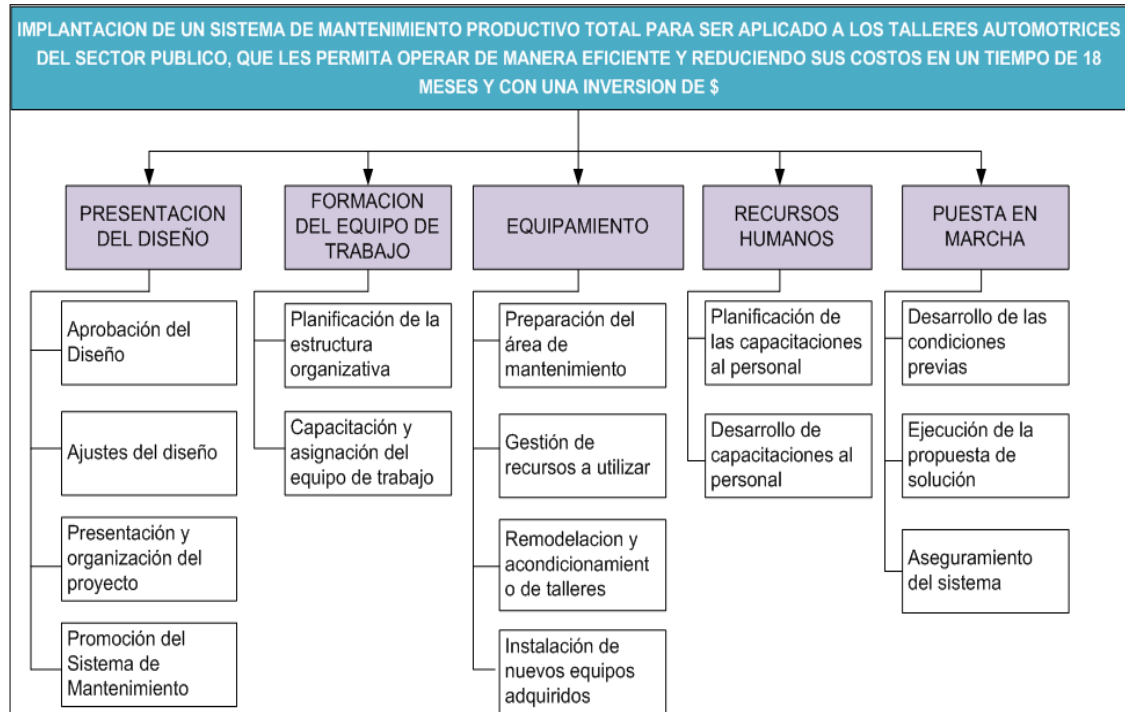 IMPLANTACION DE UN SISTEMA DE MANTENIMIENTO PRODUCTIVO TOTAL PARA SER APLICADO A LOS TALLERES AUTOMOTRICES
DEL SECTOR PUBLICO, QUE LES PERMITA OPERAR DE MANERA EFICIENTE Y REDUCIENDO SUS COSTOS EN UN TIEMPO DE 18
MESES Y CON UNA INVERSION DE $
PRESENTACION
DEL DISEÑO
Aprobación del
Diseño
Ajustes del diseño
Presentación y
organización del
proyecto
Promoción del
Sistema de
Mantenimiento
FORMACION
DEL EQUIPO DE
TRABAJO
Planificación de la
estructura
organizativa
Capacitación y
asignación del
equipo de trabajo
EQUIPAMIENTO
Preparación del
área de
mantenimiento
Gestión de
recursos a utilizar
Remodelacion y
acondicionamient
o de talleres
Instalación de
nuevos equipos
adquiridos
RECURSOS
HUMANOS
Planificación de
las capacitaciones
al personal
Desarrollo de
capacitaciones al
personal
PUESTA EN
MARCHA
Desarrollo de las
condiciones
previas
Ejecución de la
propuesta de
solución
Aseguramiento
del sistema